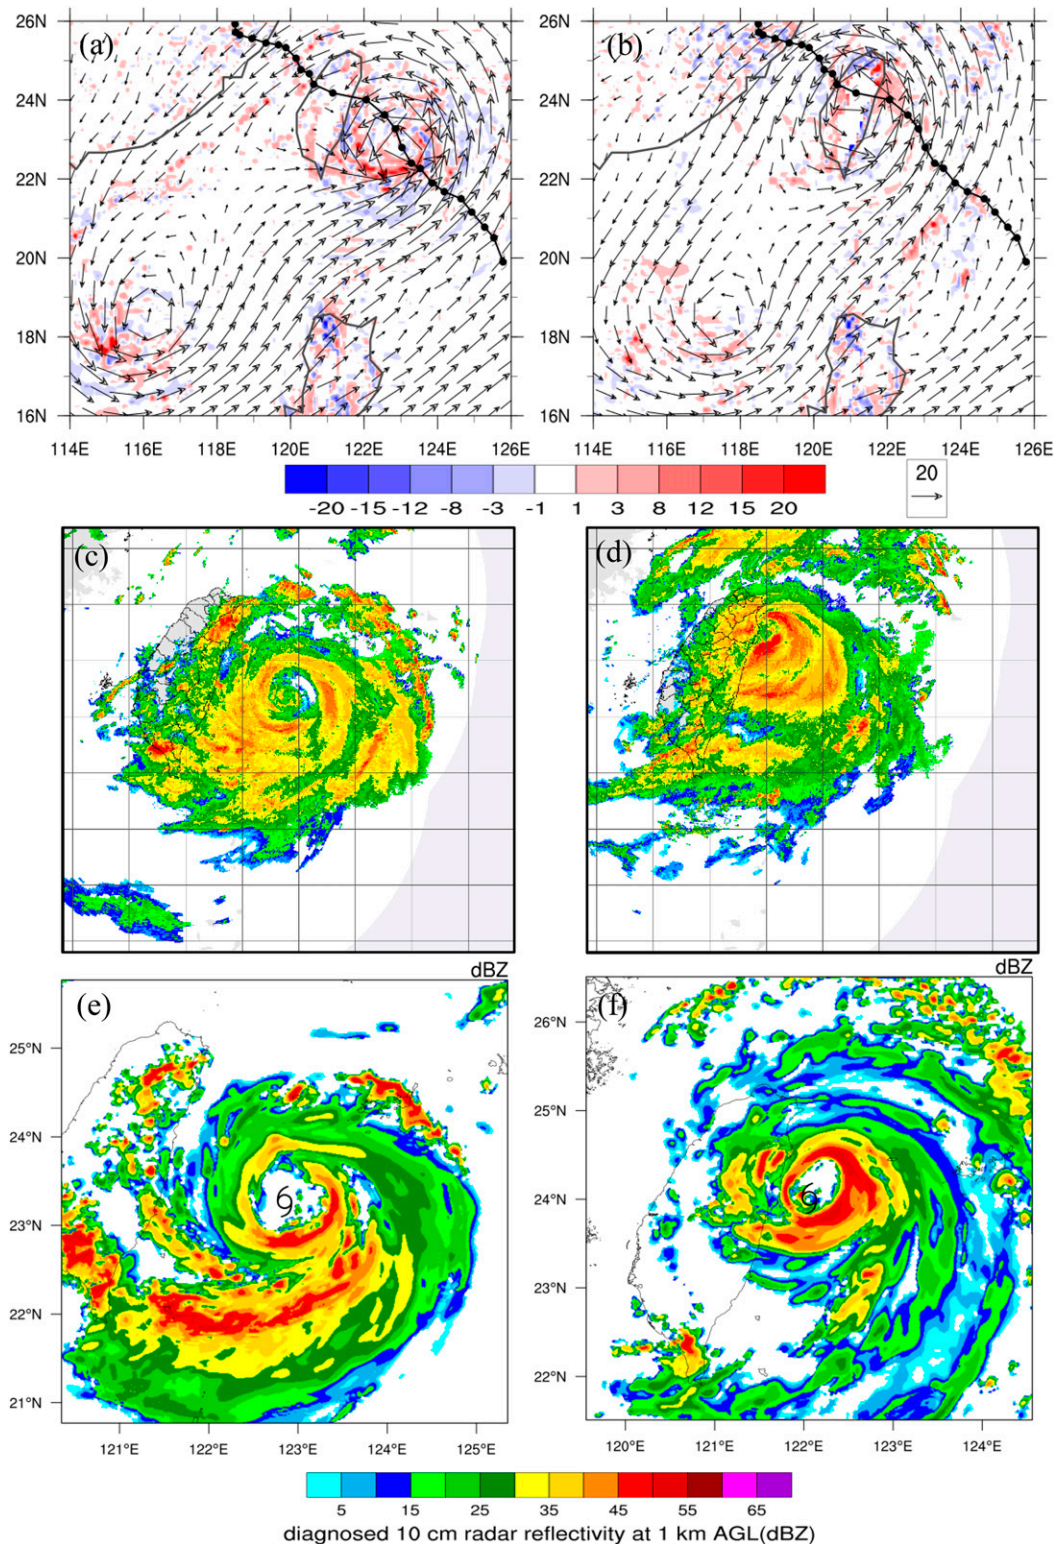 (a) (b)
26N 26N
24N 24N
22N 22N
20N 20N
18N 18N
16N 16N
114E 116E 118E 120E 122E 124E 126E 114E 116E 118E 120E 122E 124E 126E
-20 -15 -12 -8 -3 -1 1 3 8 12 15 20
20
(c) (d)
dBZ dBZ
(e) (f)
25°N
24°N
23°N
22°N
21°N
26°N
25°N
24°N
23°N
22°N
121°E 122°E 123°E 124°E 125°E 120°E 121°E 122°E 123°E 124°E
5 15 25 35 45 55 65
diagnosed 10 cm radar reflectivity at 1 km AGL(dBZ)